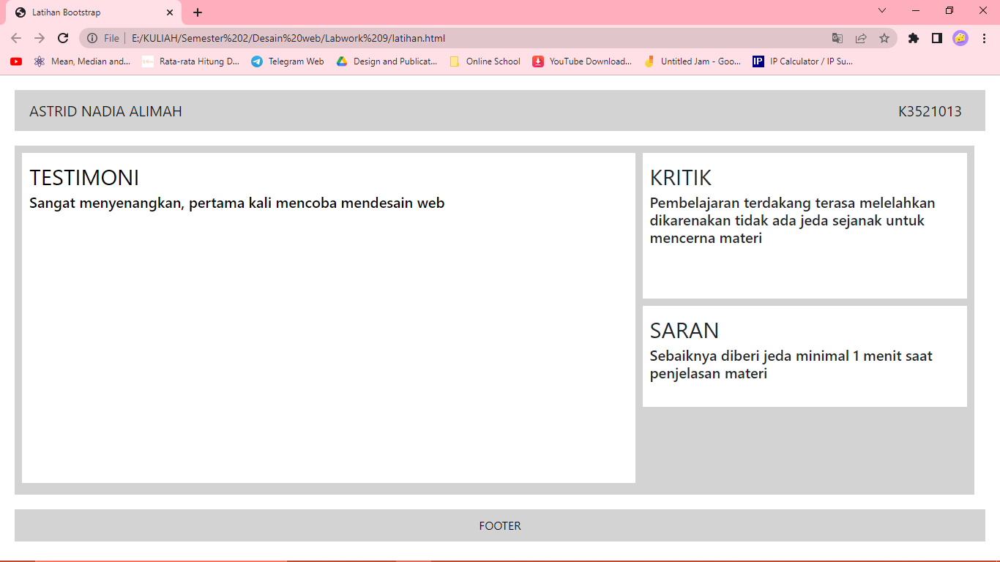 Latihan Bootstrap
File
E:/KULIAH/Semester%202/Desain%20web/Labwork%209/latihan.html
Mean, Median and... Rata-rata Hitung D... Telegram Web Design and Publicat... Online School YouTube Download... Untitled Jam - Goo... IP IP Calculator / IP Su...
ASTRID NADIA ALIMAH K3521013
TESTIMONI
Sangat menyenangkan, pertama kali mencoba mendesain web
KRITIK
Pembelajaran terdakang terasa melelahkan
dikarenakan tidak ada jeda sejanak untuk
mencerna materi
SARAN
Sebaiknya diberi jeda minimal 1 menit saat
penjelasan materi
FOOTER